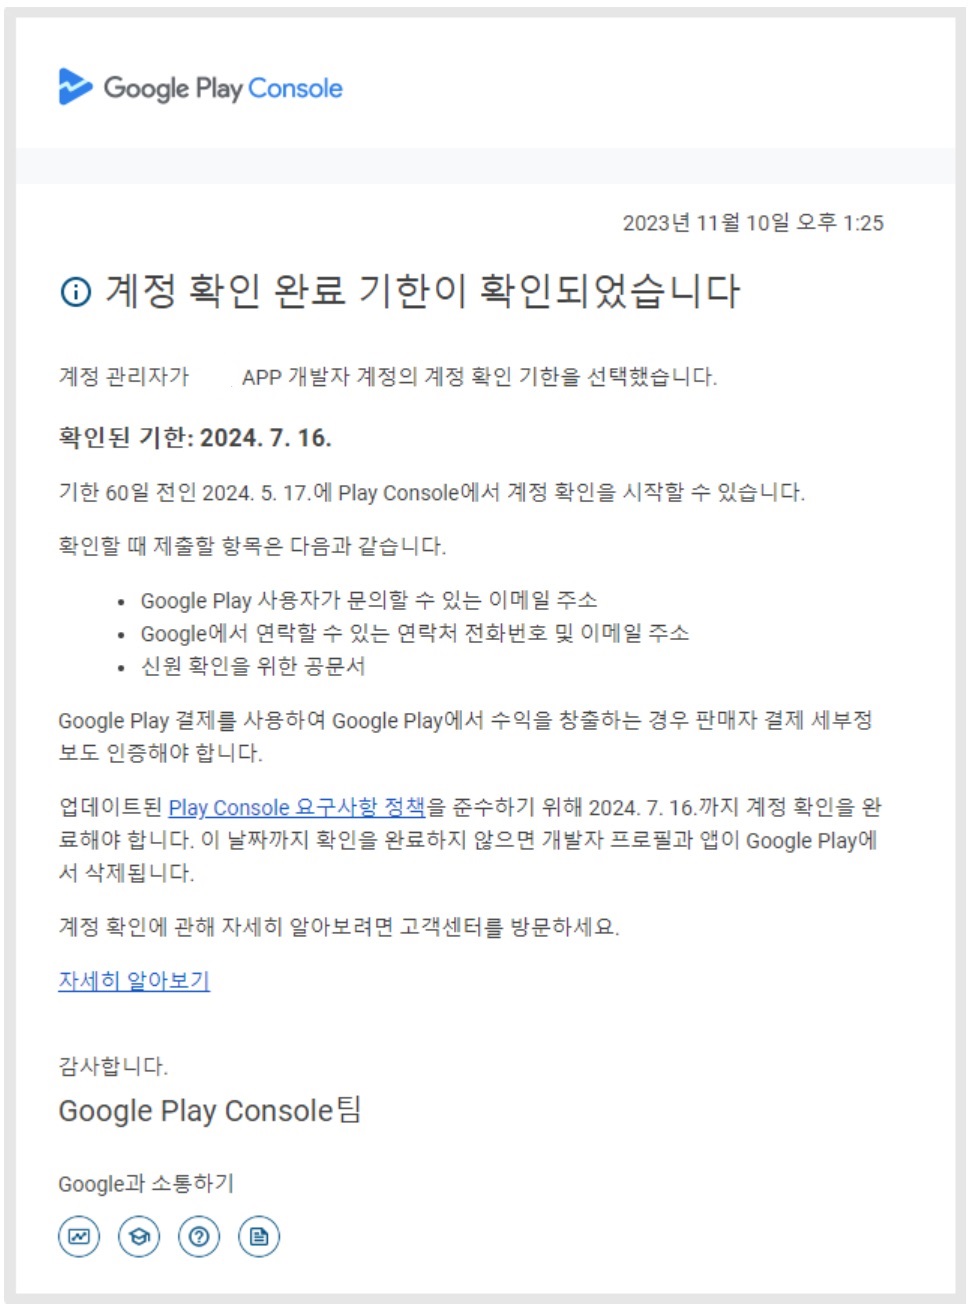 Google Play Console
2023년 11월 10일 오후 1:25
계정 확인 완료 기한이 확인되었습니다
계정 관리자가 APP 개발자 계정의 계정 확인 기한을 선택했습니다.
확인된 기한: 2024. 7. 16.
기한 60일 전인 2024. 5. 17.에 Play Console에서 계정 확인을 시작할 수 있습니다.
확인할 때 제출할 항목은 다음과 같습니다.
• Google Play 사용자가 문의할 수 있는 이메일 주소
• Google에서 연락할 수 있는 연락처 전화번호 및 이메일 주소
• 신원 확인을 위한 공문서
Google Play 결제를 사용하여 Google Play에서 수익을 창출하는 경우 판매자 결제 세부정
보도 인증해야 합니다.
업데이트된 Play Console 요구사항 정책을 준수하기 위해 2024. 7. 16.까지 계정 확인을 완
료해야 합니다. 이 날짜까지 확인을 완료하지 않으면 개발자 프로필과 앱이 Google Play에
서 삭제됩니다.
계정 확인에 관해 자세히 알아보려면 고객센터를 방문하세요.
자세히 알아보기
감사합니다.
Google Play Console팀
Google과 소통하기